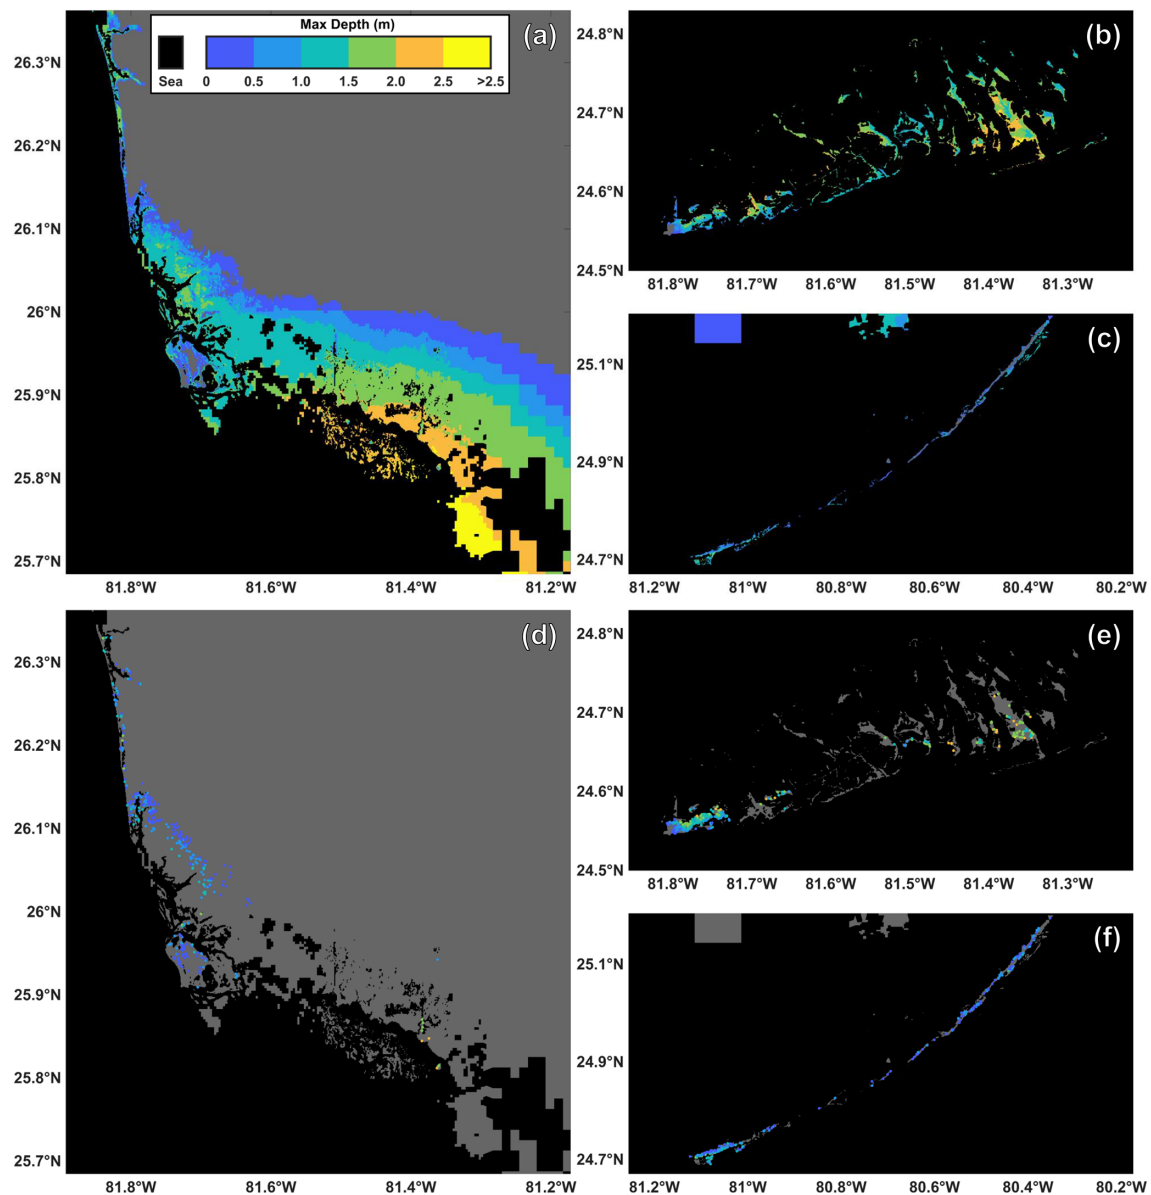 Max Depth (m)
Sea
0 0.5 1.0 1.5 2.0 2.5 >2.5
(a)
26.3°N
26.2°N
26.1°N
26°N
25.9°N
25.8°N
25.7°N
81.8°W 81.6°W 81.4°W 81.2°W
(b)
24.8°N
24.7°N
24.6°N
24.5°N
81.8°W 81.7°W 81.6°W 81.5°W 81.4°W 81.3°W
(c)
25.1°N
24.9°N
24.7°N
81.2°W 81°W 80.8°W 80.6°W 80.4°W 80.2°W
(d)
26.3°N
26.2°N
26.1°N
26°N
25.9°N
25.8°N
25.7°N
81.8°W 81.6°W 81.4°W 81.2°W
(e)
24.8°N
24.7°N
24.6°N
24.5°N
81.8°W 81.7°W 81.6°W 81.5°W 81.4°W 81.3°W
(f)
25.1°N
24.9°N
24.7°N
81.2°W 81°W 80.8°W 80.6°W 80.4°W 80.2°W